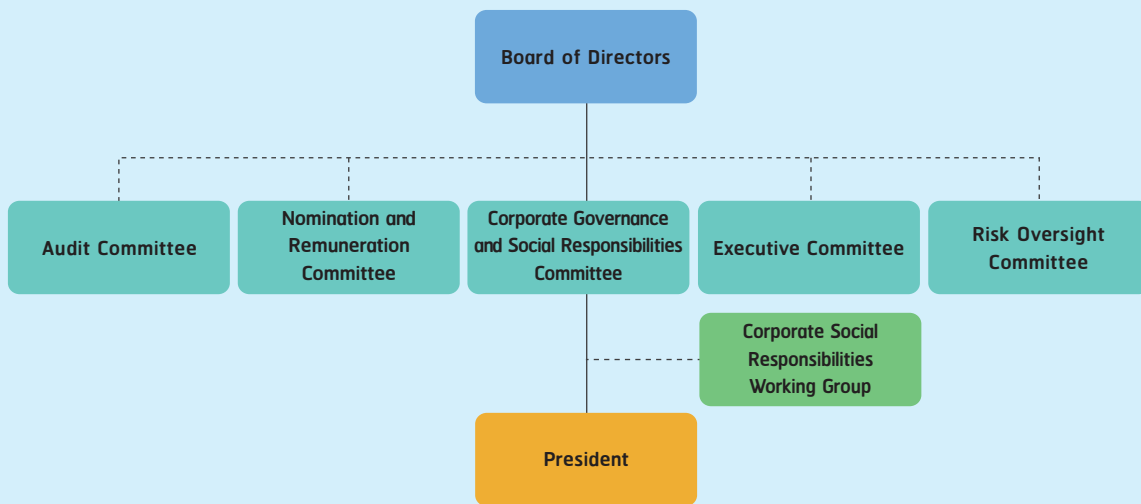 Board of Directors
Audit Committee
Nomination and
Remuneration
Committee
Corporate Governance
and Social Responsibilities
Committee
Executive Committee
Risk Oversight
Committee
Corporate Social
Responsibilities
Working Group
President